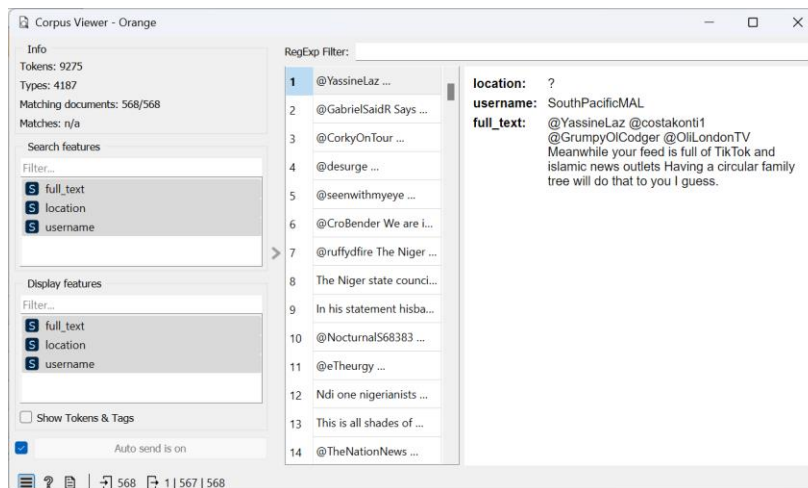 Corpus Viewer - Orange
Info
Tokens: 9275
Types: 4187
Matching documents: 568/568
Matches: n/a
Search features
Filter...
S full_text
S location
S username
Display features
Filter...
S full_text
S location
S username
Show Tokens & Tags
Auto send is on
568 1 | 567 | 568
RegExp Filter:
1 @YassineLaz ...
2 @GabrielSaidR Says ...
3 @CorkyOnTour ...
4 @desurge ...
5 @seenwithmyeye ...
6 @CroBender We are i...
7 @ruffydfire The Niger ...
8 The Niger state counci...
9 In his statement hisba...
10 @NocturnalS68383 ...
11 @eTheurgy ...
12 Ndi one nigerianists ...
13 This is all shades of ...
14 @TheNationNews ...
location: ?
username: SouthPacificMAL
full_text: @YassineLaz @costakonti1
@GrumpyOlCodger @OliLondonTV
Meanwhile your feed is full of TikTok and
islamic news outlets Having a circular family
tree will do that to you I guess.